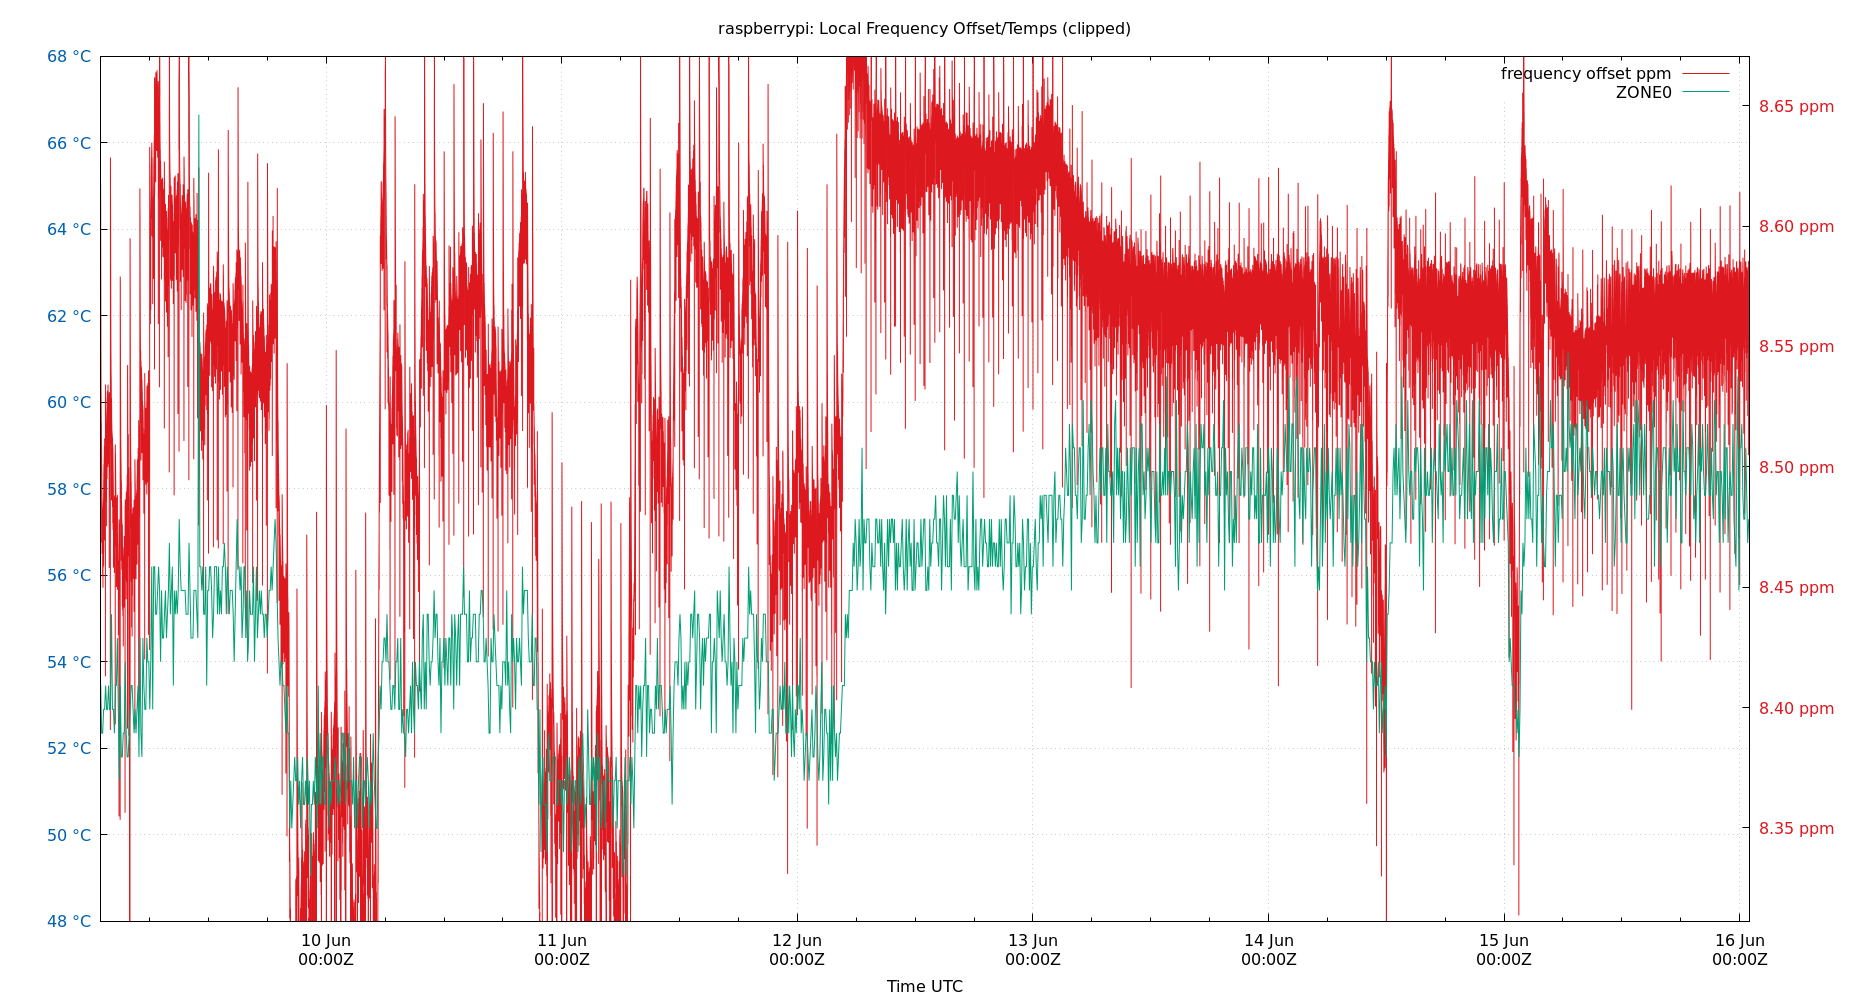 raspberrypi: Local Frequency Offset/Temps (clipped)
frequency offset ppm
ZONE0
68 °C
66 °C
64 °C
62 °C
60 °C
58 °C
56 °C
54 °C
52 °C
50 °C
48 °C
8.65 ppm
8.60 ppm
8.55 ppm
8.50 ppm
8.45 ppm
8.40 ppm
8.35 ppm
10 Jun
00:00Z
11 Jun
00:00Z
12 Jun
00:00Z
13 Jun
00:00Z
14 Jun
00:00Z
15 Jun
00:00Z
16 Jun
00:00Z
Time UTC